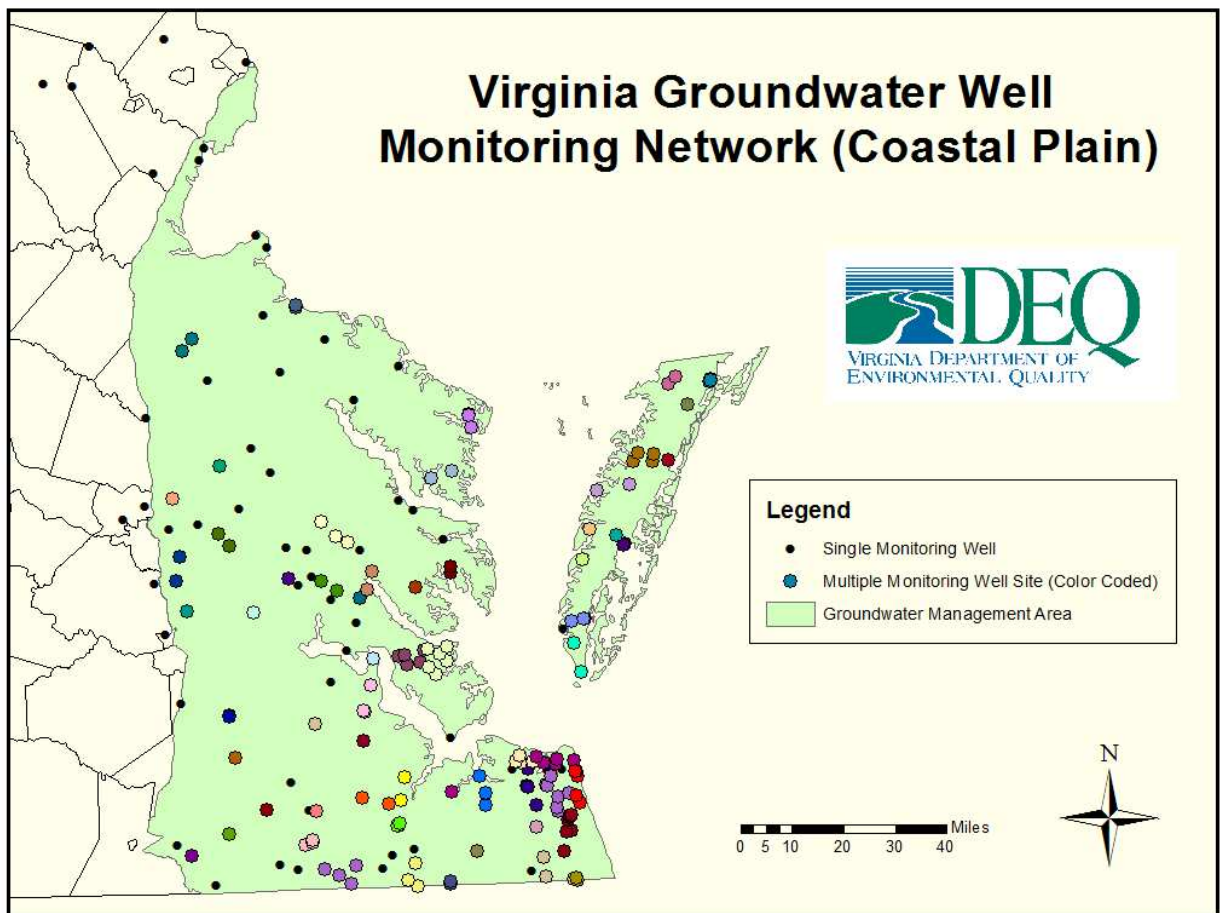 Virginia Groundwater Well
Monitoring Network (Coastal Plain)
DEQ
VIRGINIA DEPARTMENT OF
ENVIRONMENTAL QUALITY
Legend
Single Monitoring Well
Multiple Monitoring Well Site (Color Coded)
Groundwater Management Area
N
Miles
0 5 10 20 30 40